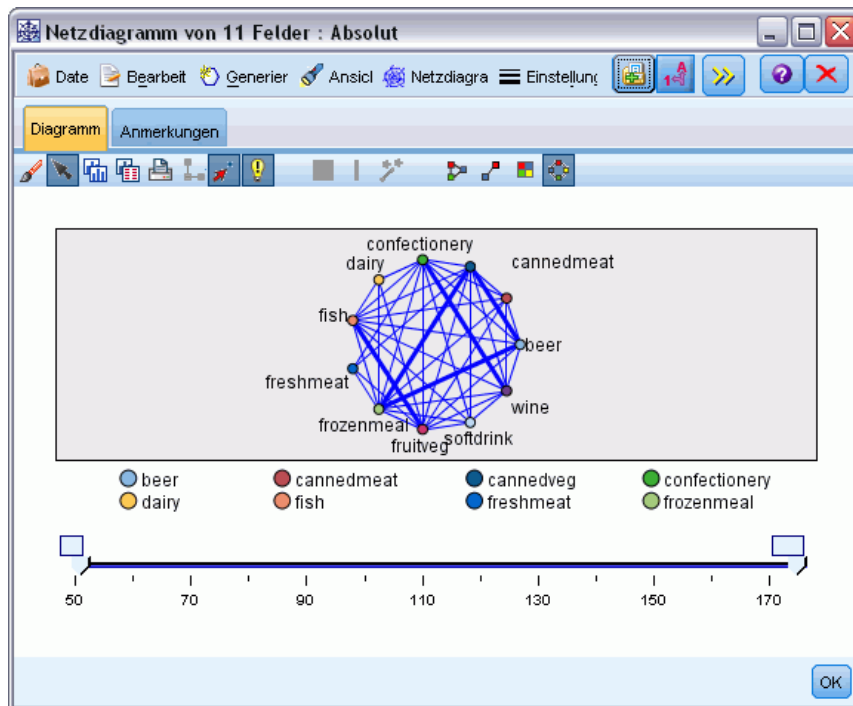 Netzdiagramm von 11 Felder : Absolut
Date Bearbeit Generier Ansicl Netzdiagra Einstellung
Diagramm Anmerkungen
confectionery
dairy cannedmeat
fish
beer
freshmeat
wine
frozenmeal
softdrink
fruitveg
beer cannedmeat cannedveg confectionery
dairy fish freshmeat frozenmeal
50 70 90 110 130 150 170
OK